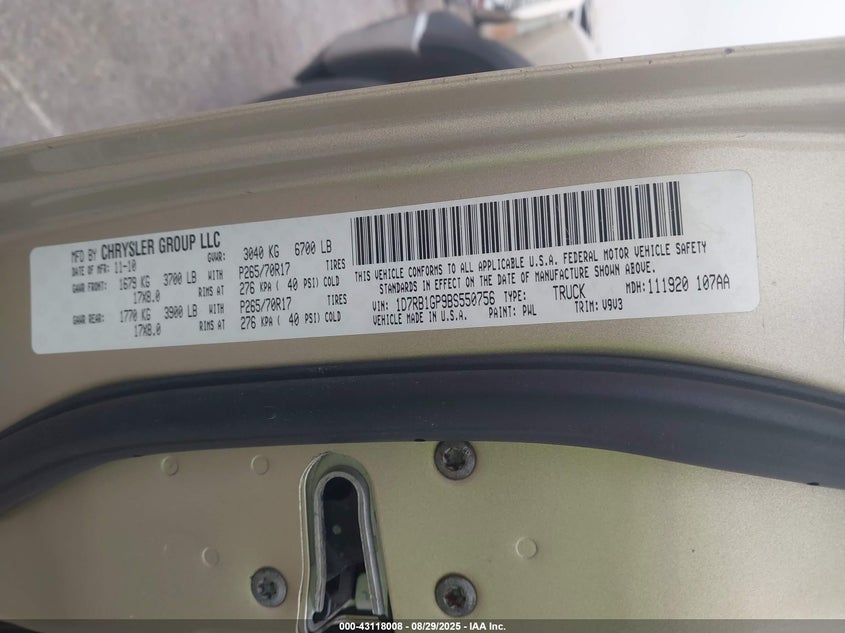 MFD BY CHRYSLER GROUP LLC
DATE OF MFR: 11-10 GVWR: 3040 KG 6700 LB
GAWR FRONT: 1679 KG 3700 LB WITH P265/70R17 TIRES
17X8.0 RIMS AT 276 KPA ( 40 PSI) COLD
GAWR REAR: 1770 KG 3900 LB WITH P265/70R17 TIRES
17X8.0 RIMS AT 276 KPA ( 40 PSI) COLD
THIS VEHICLE CONFORMS TO ALL APPLICABLE U.S.A. FEDERAL MOTOR VEHICLE SAFETY
STANDARDS IN EFFECT ON THE DATE OF MANUFACTURE SHOWN ABOVE.
VIN: 1D7RB1GP9BS550756 TYPE: TRUCK MDH:111920 107AA
VEHICLE MADE IN U.S.A. PAINT: PWL TRIM: V9V3
000-43118008 - 08/29/2025 - IAA Inc.